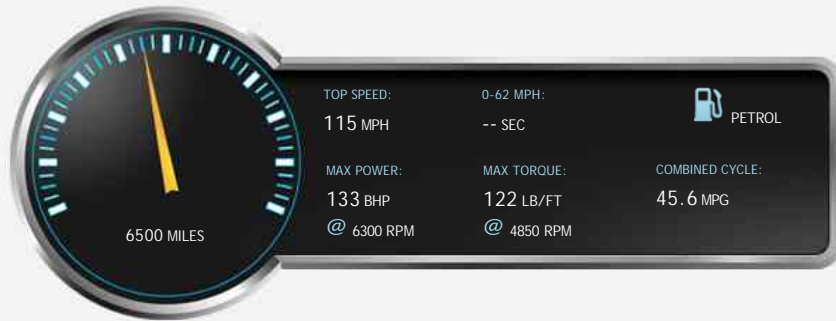 TOP SPEED:
115 MPH
0-62 MPH:
-- SEC
PETROL
MAX POWER:
133 BHP
@ 6300 RPM
MAX TORQUE:
122 LB/FT
@ 4850 RPM
COMBINED CYCLE:
45.6 MPG
6500 MILES